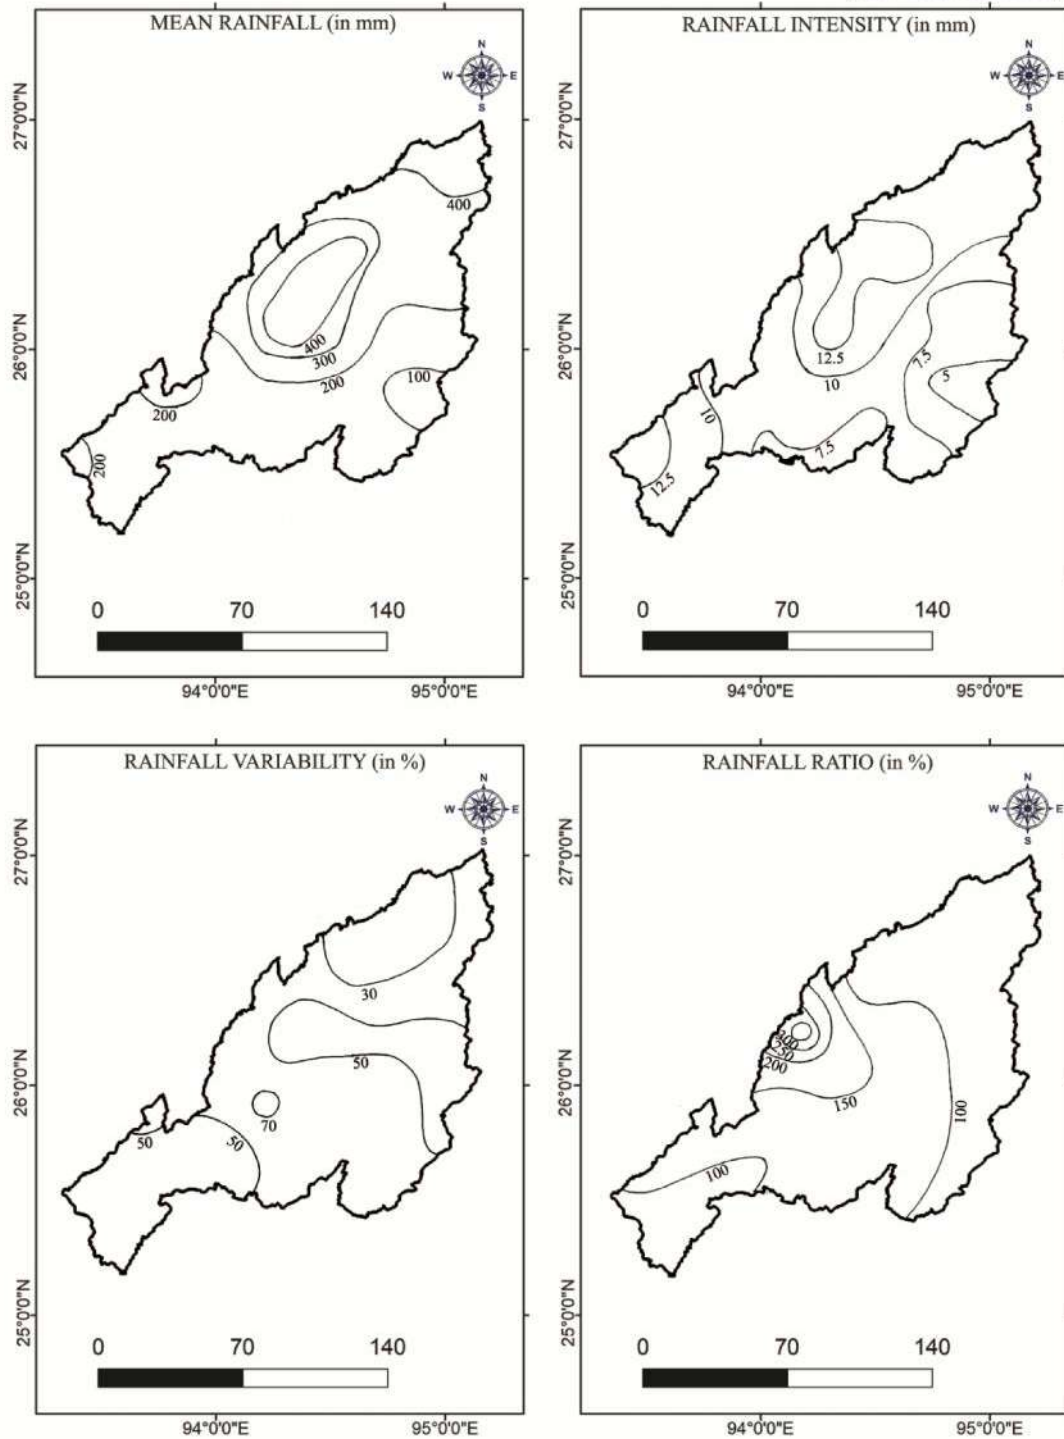 MEAN RAINFALL (in mm)
N
W E
S
27°0'0"N
26°0'0"N
25°0'0"N
400
400
300
200
100
200
200
0 70 140
94°0'0"E 95°0'0"E
RAINFALL INTENSITY (in mm)
N
W E
S
27°0'0"N
26°0'0"N
25°0'0"N
12.5
10
7.5
5
10
7.5
12.5
0 70 140
94°0'0"E 95°0'0"E
RAINFALL VARIABILITY (in %)
N
W E
S
27°0'0"N
26°0'0"N
25°0'0"N
30
50
70
50
50
0 70 140
94°0'0"E 95°0'0"E
RAINFALL RATIO (in %)
N
W E
S
27°0'0"N
26°0'0"N
25°0'0"N
300
250
200
150
100
100
0 70 140
94°0'0"E 95°0'0"E